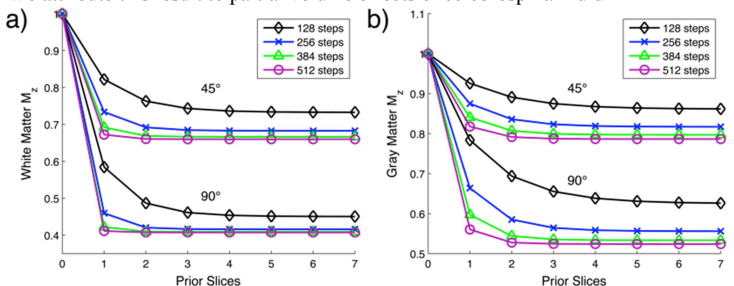 a)
128 steps
256 steps
384 steps
512 steps
45°
90°
White Matter Mz
1
0.9
0.8
0.7
0.6
0.5
0.4
0 1 2 3 4 5 6 7
Prior Slices
b)
128 steps
256 steps
384 steps
512 steps
45°
90°
Gray Matter Mz
1.1
1
0.9
0.8
0.7
0.6
0.5
0 1 2 3 4 5 6 7
Prior Slices